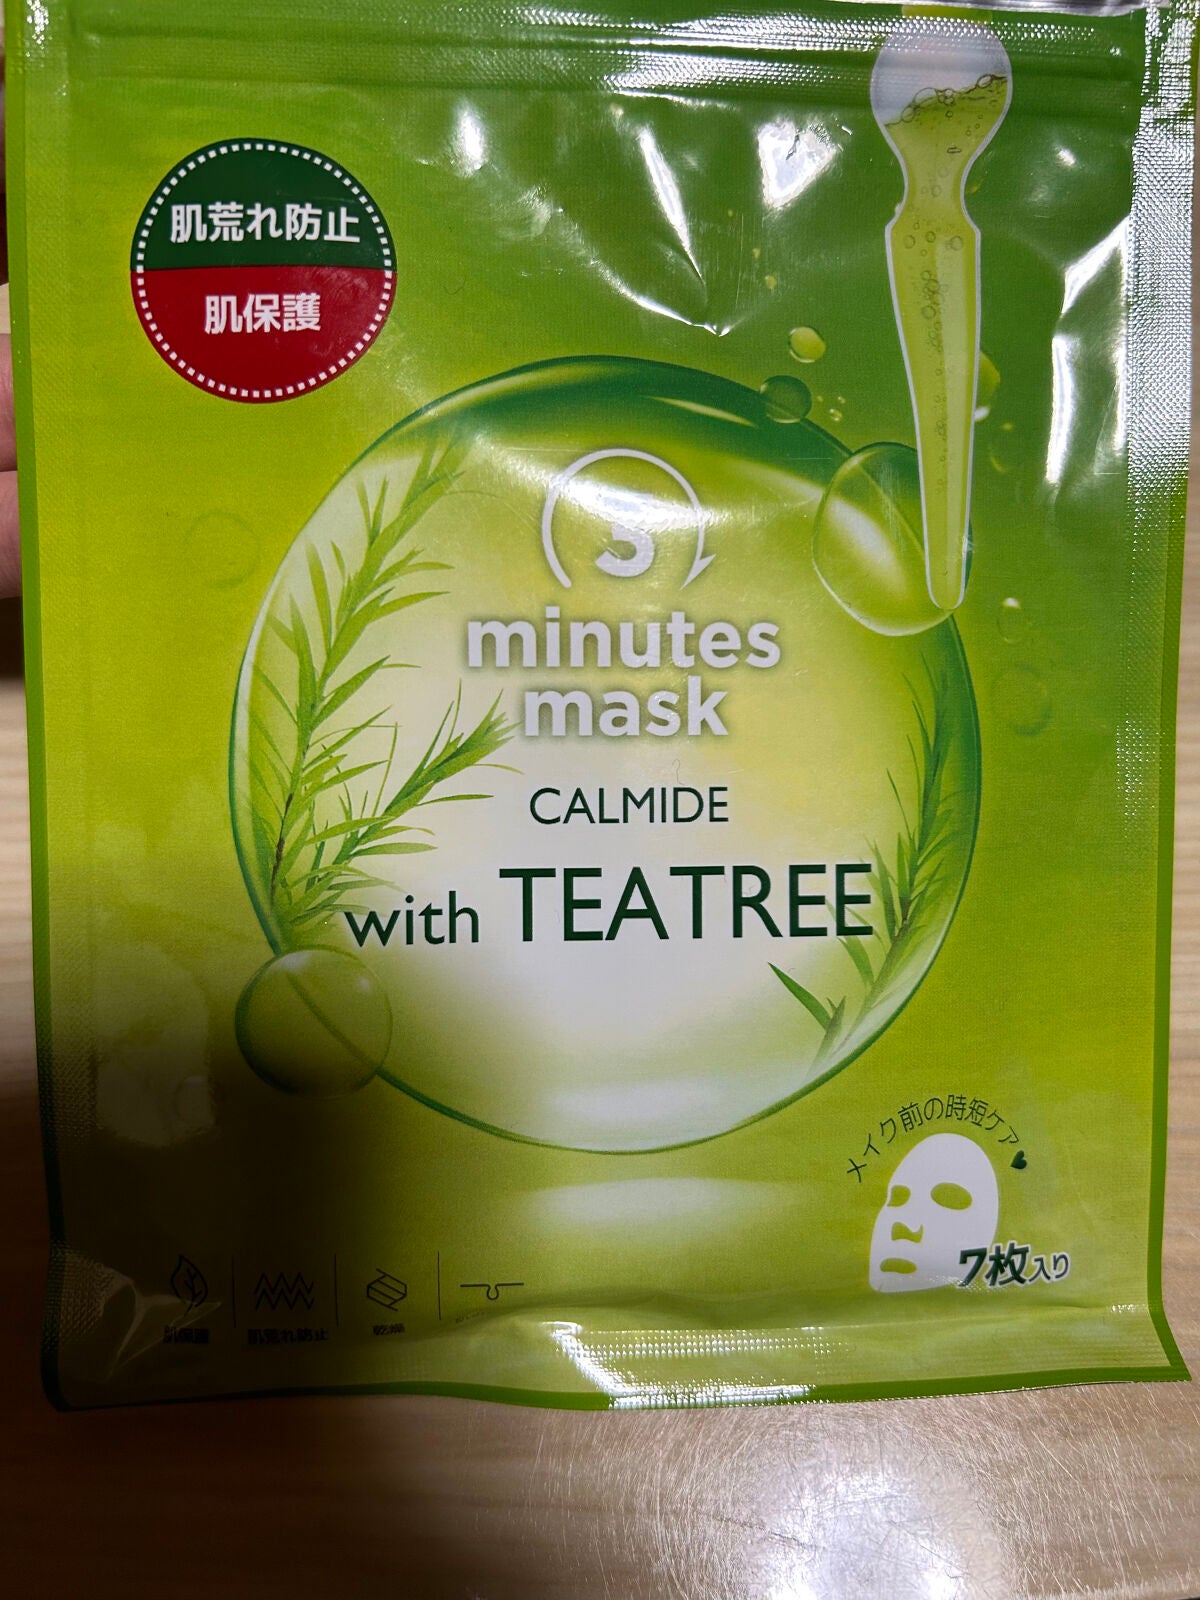 肌荒れ防止
肌保護
3
minutes
mask
CALMIDE
with TEATREE
メイク前の時短ケア
7枚入り
肌保護
肌荒れ防止
乾燥